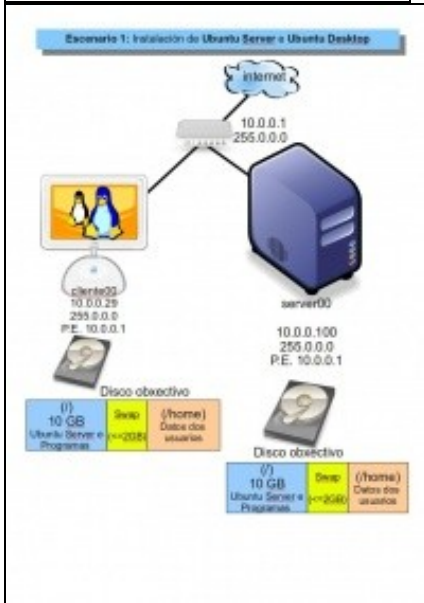 Escenario 1: Instalación de Ubuntu Server e Ubuntu Desktop
internet
10.0.0.1
255.0.0.0
cliente00
10.0.0.29
255.0.0.0
P.E. 10.0.0.1
server00
10.0.0.100
255.0.0.0
P.E. 10.0.0.1
Disco obxectivo
(/)
10 GB
Ubuntu Server e
Programas
Swap
(<=2GB)
(/home)
Datos dos
usuarios
Disco obxectivo
(/)
10 GB
Ubuntu Server e
Programas
Swap
(<=2GB)
(/home)
Datos dos
usuarios